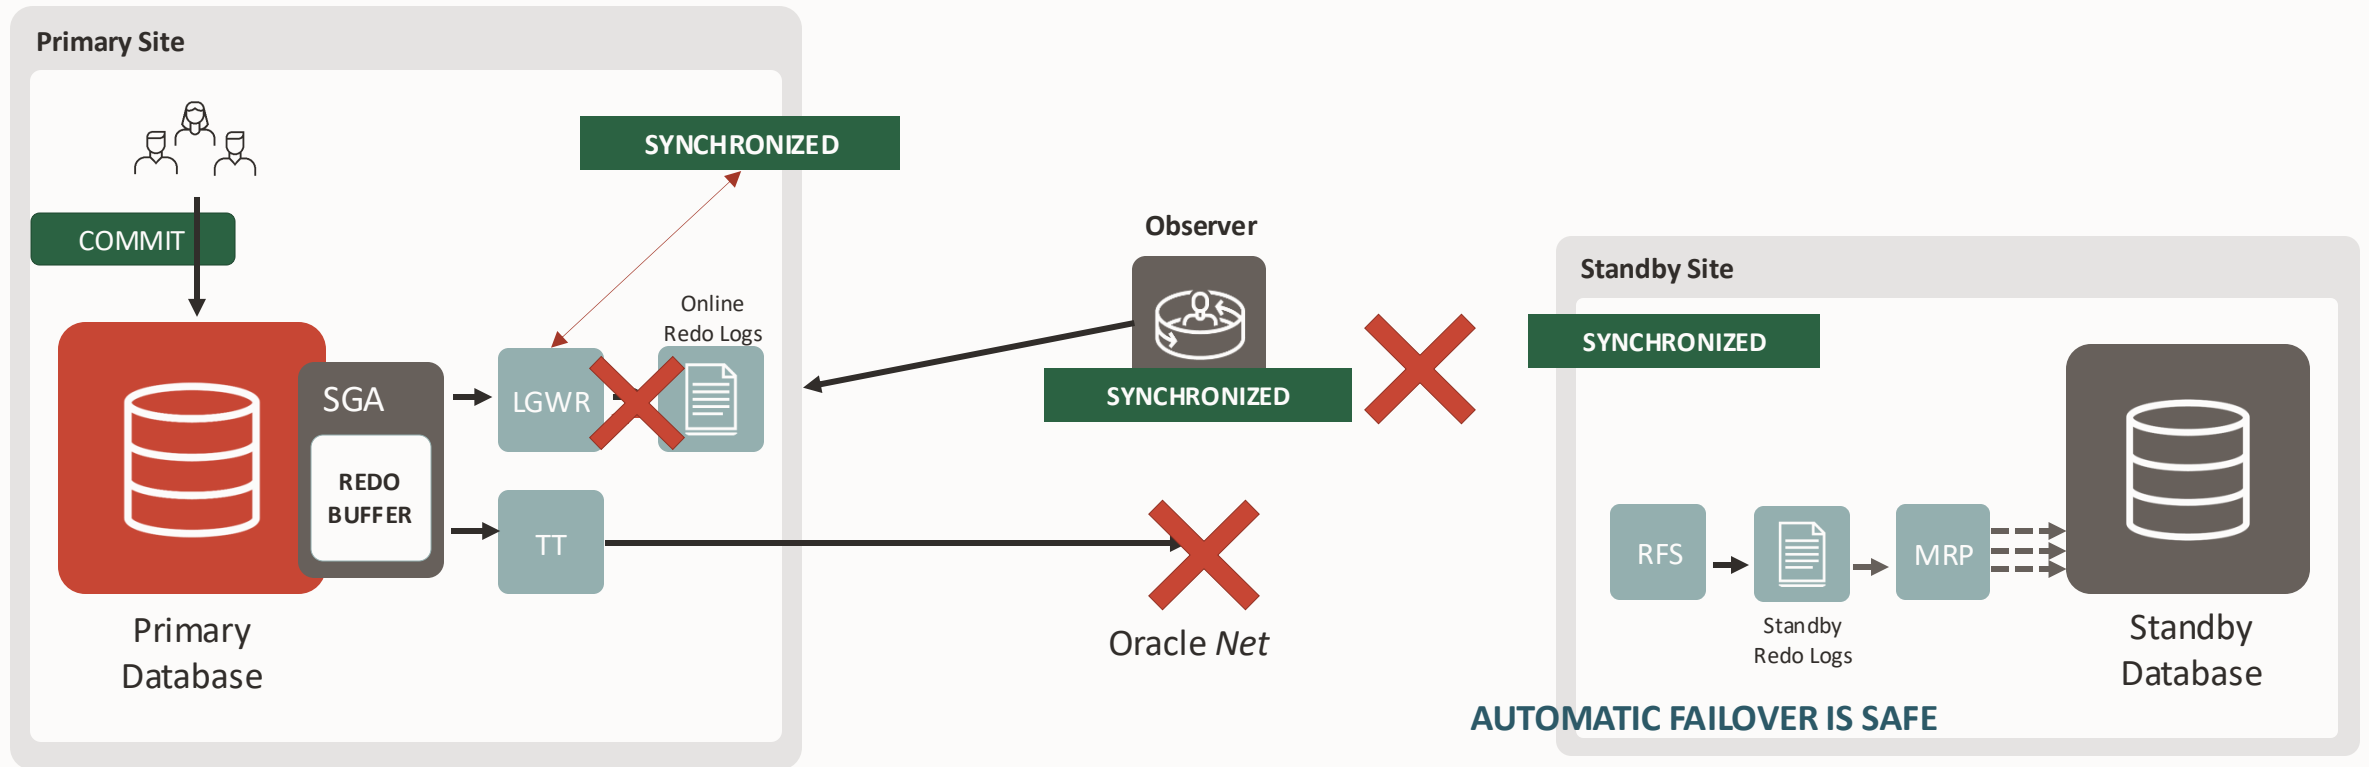 Primary Site
SYNCHRONIZED
COMMIT
Online
Redo Logs
SGA
REDO
BUFFER
LGWR
TT
Primary
Database
Observer
SYNCHRONIZED
Oracle Net
Standby Site
SYNCHRONIZED
RFS
Standby
Redo Logs
MRP
Standby
Database
AUTOMATIC FAILOVER IS SAFE